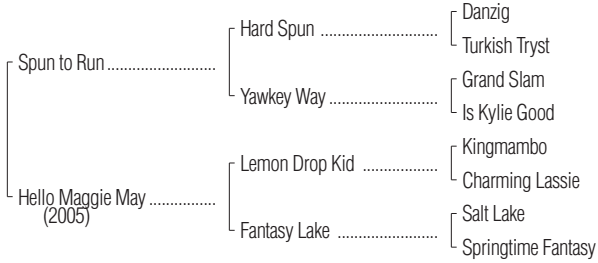 Danzig
Hard Spun ..............................
Turkish Tryst
Spun to Run ...........................
Grand Slam
Yawkey Way ...........................
Is Kylie Good
Kingmambo
Lemon Drop Kid ...................
Charming Lassie
Hello Maggie May .................
(2005)
Salt Lake
Fantasy Lake .........................
Springtime Fantasy